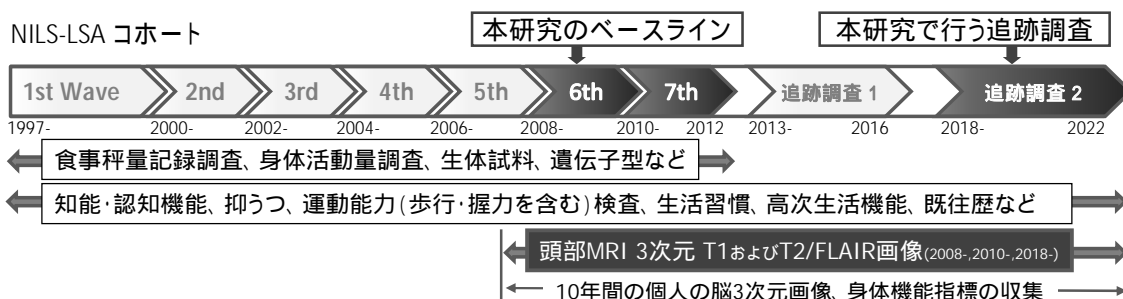 NILS-LSA コホート
本研究のベースライン
本研究で行う追跡調査
1st Wave 2nd 3rd 4th 5th 6th 7th 追跡調査 1 追跡調査 2
1997- 2000- 2002- 2004- 2006- 2008- 2010- 2012 2013- 2016 2018- 2022
食事秤量記録調査、身体活動量調査、生体試料、遺伝子型など
知能・認知機能、抑うつ、運動能力(歩行・握力を含む)検査、生活習慣、高次生活機能、既往歴など
頭部MRI 3次元 T1およびT2/FLAIR画像(2008-,2010-,2018-)
10年間の個人の脳3次元画像、身体機能指標の収集